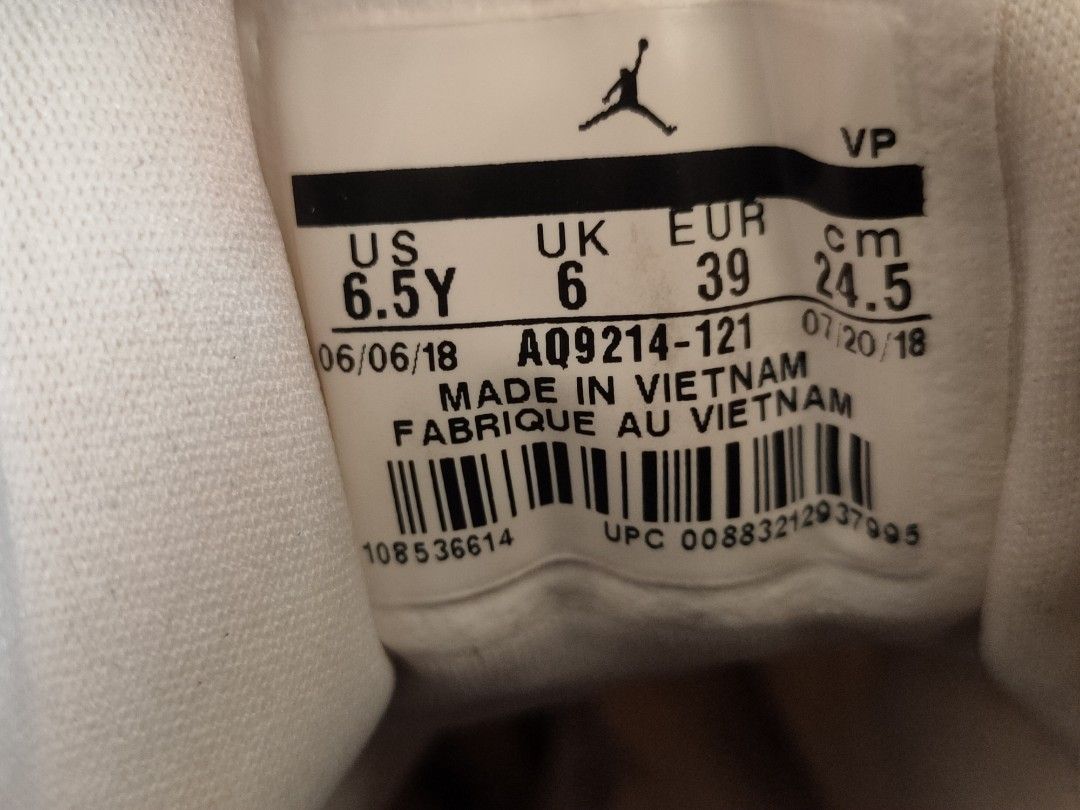 VP
US UK EUR cm
6.5Y 6 39 24.5
06/06/18 AQ9214-121 07/20/18
MADE IN VIETNAM
FABRIQUE AU VIETNAM
108536614 UPC 00883212937995